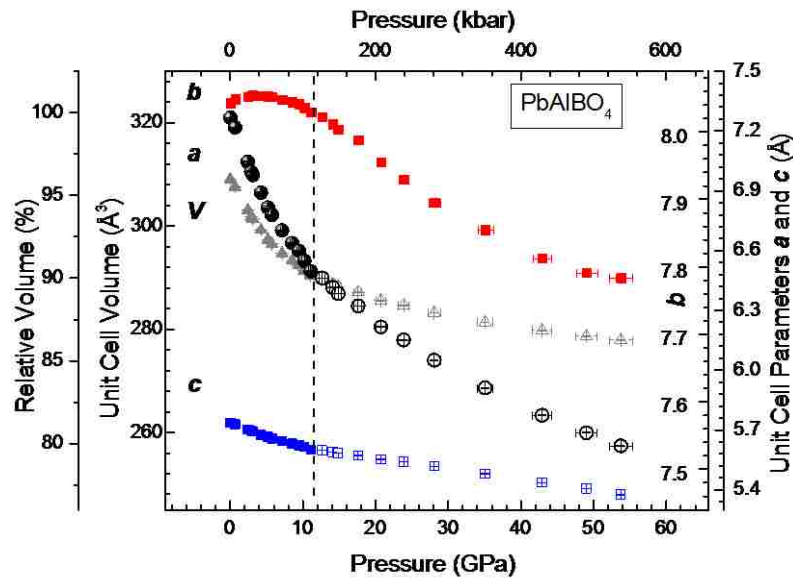 Pressure (kbar)
0 200 400 600
PbAlBO4
b
a
V
c
Relative Volume (%)
100
95
90
85
80
Unit Cell Volume (Å3)
320
300
280
260
b
8.0
7.9
7.8
7.7
7.6
7.5
Unit Cell Parameters a and c (Å)
7.5
7.2
6.9
6.6
6.3
6.0
5.7
5.4
0 10 20 30 40 50 60
Pressure (GPa)